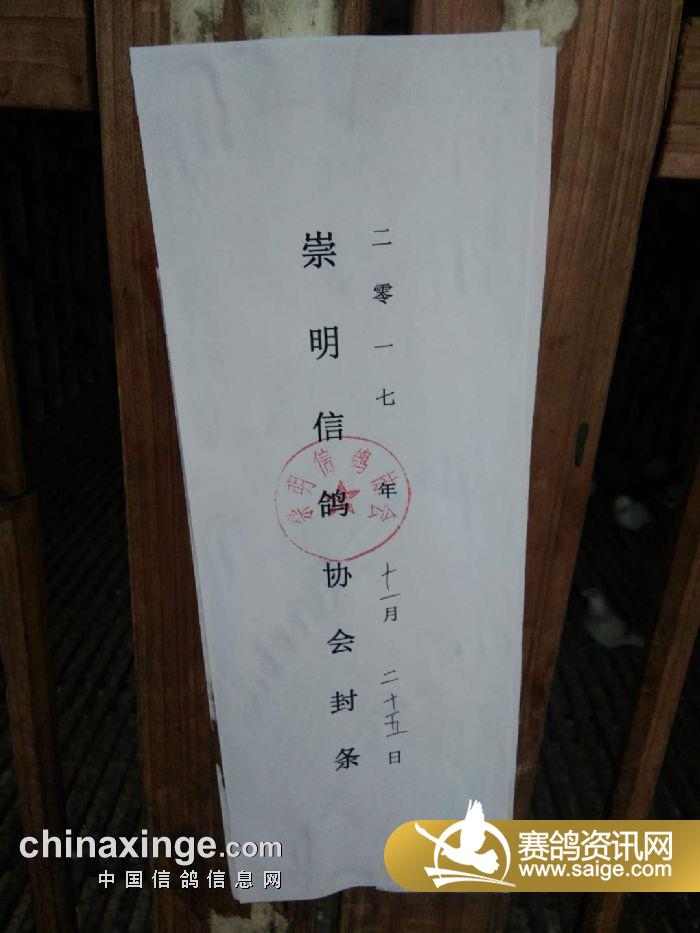 崇明信鸽协会封条
二零一七年十一月二十五日
崇明信鸽协会
chinaxinge.com
中国信鸽信息网
赛鸽资讯网
www.saige.com